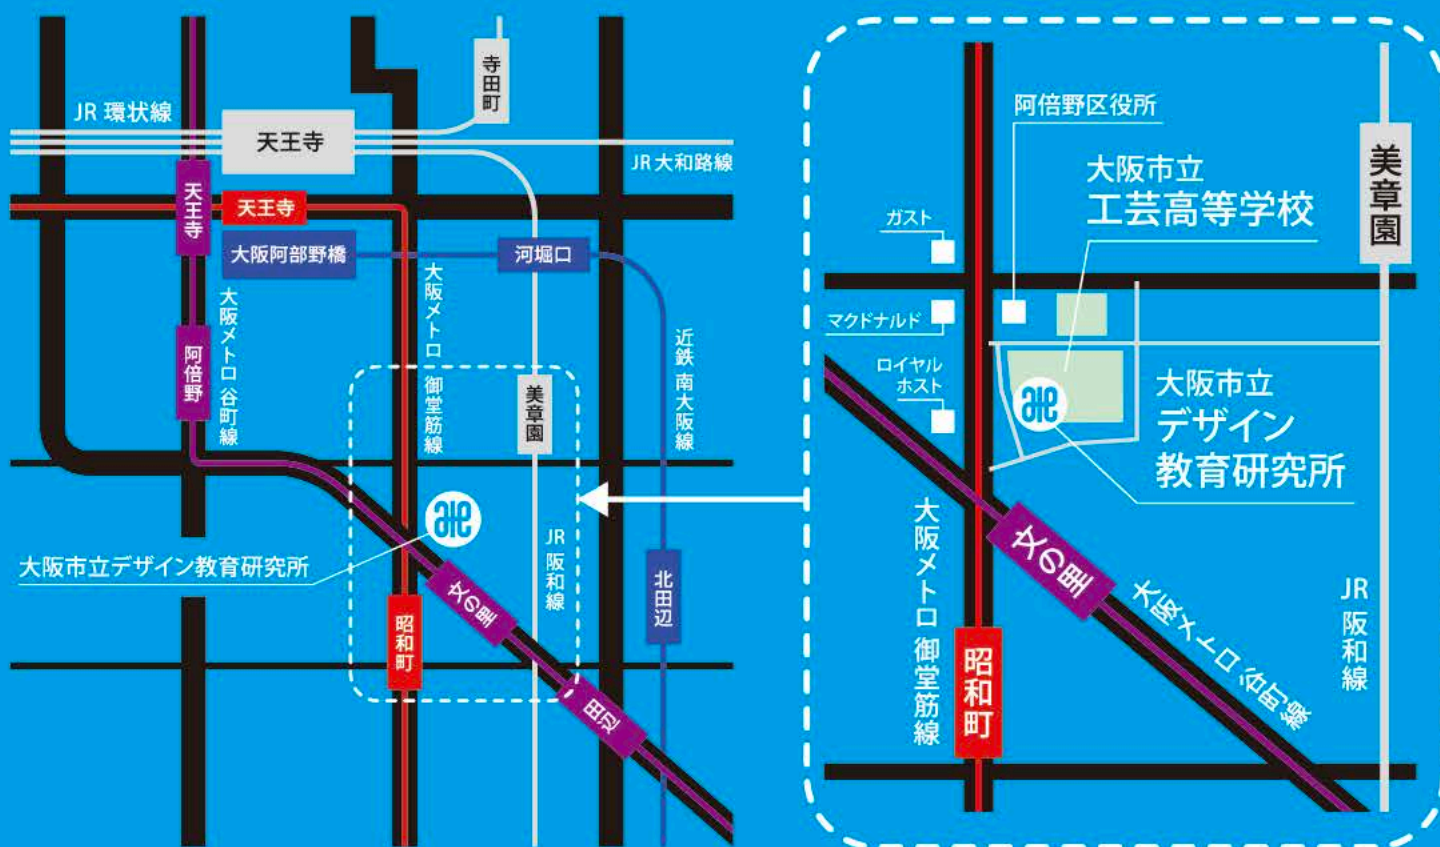 寺田町
JR 環状線
天王寺
JR 大和路線
天王寺
天王寺
大阪阿部野橋
河堀口
大阪メトロ 谷町線
大阪メトロ 御堂筋線
阿倍野
近鉄 南大阪線
美章園
大阪市立デザイン教育研究所
JR 阪和線
文の里
昭和町
北田辺
田辺
阿倍野区役所
大阪市立
工芸高等学校
美章園
ガスト
マクドナルド
ロイヤル
ホスト
大阪市立
デザイン
教育研究所
大阪メトロ 御堂筋線
文の里
大阪メトロ 谷町線
JR 阪和線
昭和町